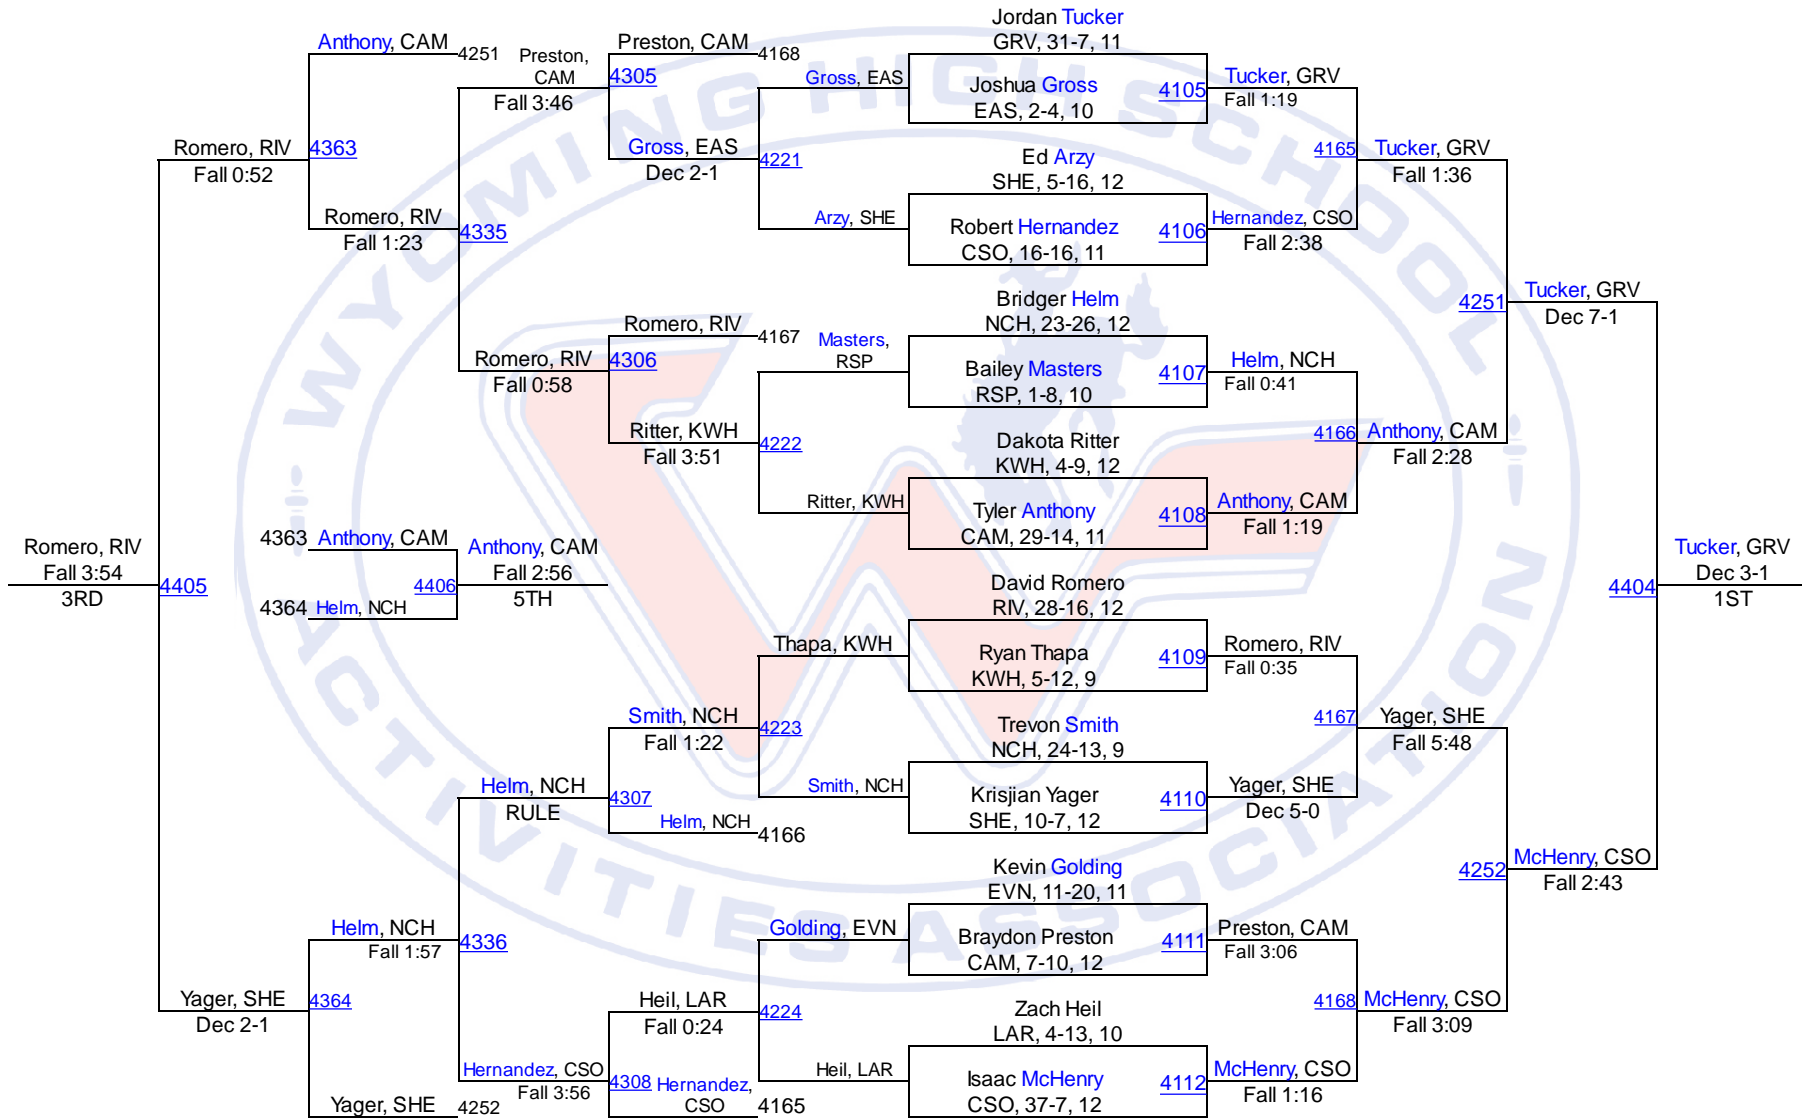 Anthony, CAM
4251
Preston,
CAM
Fall 3:46
4305
Preston, CAM
4168
Gross, EAS
Dec 2-1
4221
Gross, EAS
Arzy, SHE
Jordan Tucker
GRV, 31-7, 11
Joshua Gross
EAS, 2-4, 10
4105
Tucker, GRV
Fall 1:19
Ed Arzy
SHE, 5-16, 12
Robert Hernandez
CSO, 16-16, 11
4106
Hernandez, CSO
Fall 2:38
4165
Tucker, GRV
Fall 1:36
Romero, RIV
Fall 0:52
4363
Romero, RIV
Fall 1:23
4335
Romero, RIV
Fall 0:58
4306
Romero, RIV
4167
Ritter, KWH
Fall 3:51
4222
Masters,
RSP
Ritter, KWH
Bridger Helm
NCH, 23-26, 12
Bailey Masters
RSP, 1-8, 10
4107
Helm, NCH
Fall 0:41
Dakota Ritter
KWH, 4-9, 12
Tyler Anthony
CAM, 29-14, 11
4108
Anthony, CAM
Fall 1:19
4166
Anthony, CAM
Fall 2:28
4251
Tucker, GRV
Dec 7-1
Romero, RIV
Fall 3:54
3RD
4405
4363
Anthony, CAM
4364
Helm, NCH
4406
Anthony, CAM
Fall 2:56
5TH
David Romero
RIV, 28-16, 12
Ryan Thapa
KWH, 5-12, 9
4109
Romero, RIV
Fall 0:35
Trevon Smith
NCH, 24-13, 9
Krisjian Yager
SHE, 10-7, 12
4110
Yager, SHE
Dec 5-0
4167
Yager, SHE
Fall 5:48
Thapa, KWH
Smith, NCH
Smith, NCH
Fall 1:22
4223
Helm, NCH
RULE
4307
Helm, NCH
4166
4404
Tucker, GRV
Dec 3-1
1ST
Kevin Golding
EVN, 11-20, 11
Braydon Preston
CAM, 7-10, 12
4111
Preston, CAM
Fall 3:06
Zach Heil
LAR, 4-13, 10
Isaac McHenry
CSO, 37-7, 12
4112
McHenry, CSO
Fall 1:16
4168
McHenry, CSO
Fall 3:09
4252
McHenry, CSO
Fall 2:43
Golding, EVN
Heil, LAR
4224
Heil, LAR
Fall 0:24
Helm, NCH
Fall 1:57
4336
Yager, SHE
Dec 2-1
4364
Hernandez, CSO
Fall 3:56
4308
Hernandez,
CSO
4165
Yager, SHE
4252
WYOMING HIGH SCHOOL
ACTIVITIES ASSOCIATION